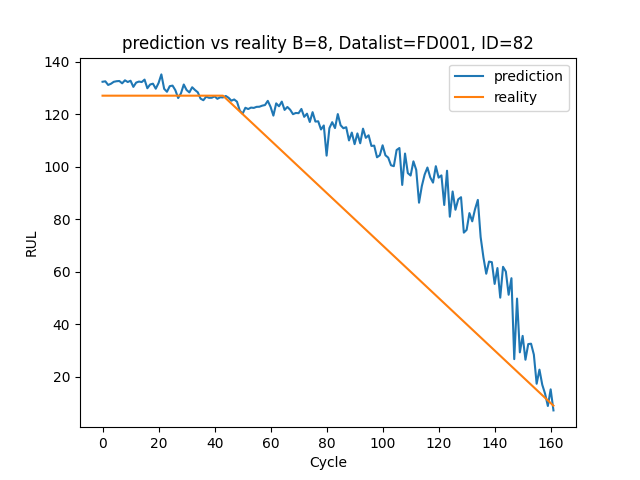 prediction vs reality B=8, Datalist=FD001, ID=82
prediction
reality
RUL
140
120
100
80
60
40
20
0 20 40 60 80 100 120 140 160
Cycle